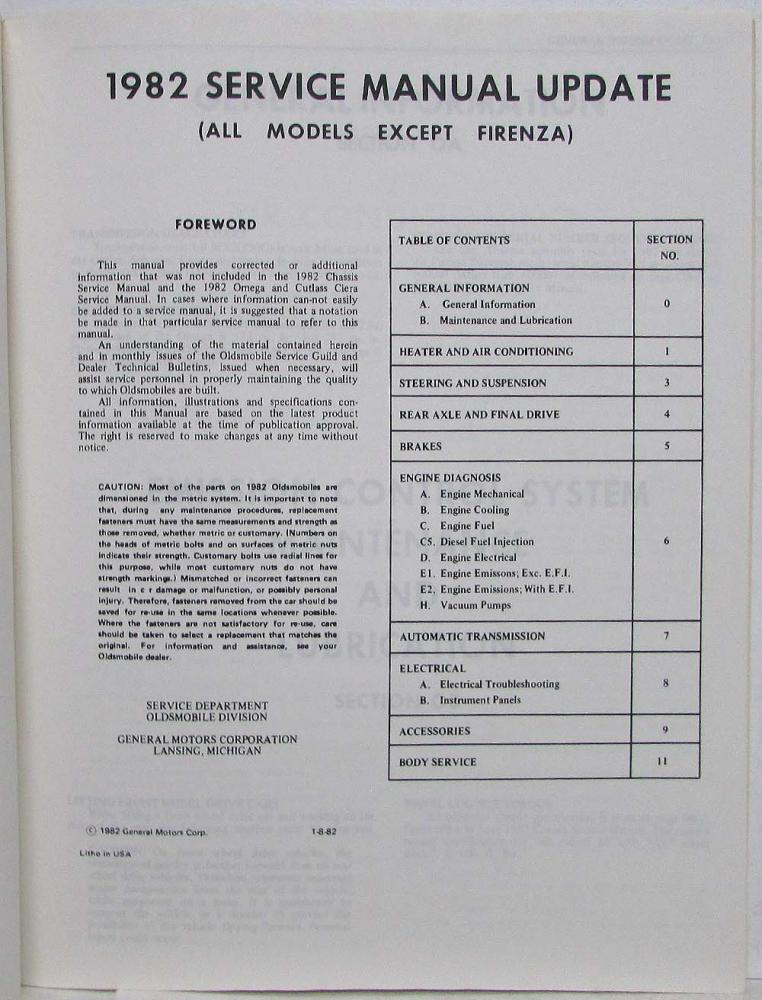 1982 SERVICE MANUAL UPDATE
(ALL MODELS EXCEPT FIRENZA)
FOREWORD
This manual provides corrected or additional
information that was not included in the 1982 Chassis
Service Manual and the 1982 Omega and Cutlass Ciera
Service Manual. In cases where information can-not easily
be added to a service manual, it is suggested that a notation
be made in that particular service manual to refer to this
manual.
An understanding of the material contained herein
and in monthly issues of the Oldsmobile Service Guild and
Dealer Technical Bulletins, issued when necessary, will
assist service personnel in properly maintaining the quality
to which Oldsmobiles are built.
All information, illustrations and specifications con-
tained in this Manual are based on the latest product
information available at the time of publication approval.
The right is reserved to make changes at any time without
notice.
CAUTION: Most of the parts on 1982 Oldsmobiles are
dimensioned in the metric system. It is important to note
that, during any maintenance procedures, replacement
fasteners must have the same measurements and strength as
those removed, whether metric or customary. (Numbers on
the heads of metric bolts and on surfaces of metric nuts
indicate their strength. Customary bolts use radial lines for
this purpose, while most customary nuts do not have
strength markings.) Mismatched or incorrect fasteners can
result in c r damage or malfunction, or possibly personal
injury. Therefore, fasteners removed from the car should be
saved for re-use in the same locations whenever possible.
Where the fasteners are not satisfactory for re-use, care
should be taken to select a replacement that matches the
original. For information and assistance, see your
Oldsmobile dealer.
SERVICE DEPARTMENT
OLDSMOBILE DIVISION
GENERAL MOTORS CORPORATION
LANSING, MICHIGAN
© 1982 General Motors Corp. 1-8-82
Litho in USA
TABLE OF CONTENTS SECTION
NO.
GENERAL INFORMATION
A. General Information 0
B. Maintenance and Lubrication
HEATER AND AIR CONDITIONING 1
STEERING AND SUSPENSION 3
REAR AXLE AND FINAL DRIVE 4
BRAKES 5
ENGINE DIAGNOSIS
A. Engine Mechanical
B. Engine Cooling
C. Engine Fuel
C5. Diesel Fuel Injection 6
D. Engine Electrical
E1. Engine Emissons; Exc. E.F.I.
E2. Engine Emissions; With E.F.I.
H. Vacuum Pumps
AUTOMATIC TRANSMISSION 7
ELECTRICAL
A. Electrical Troubleshooting 8
B. Instrument Panels
ACCESSORIES 9
BODY SERVICE 11